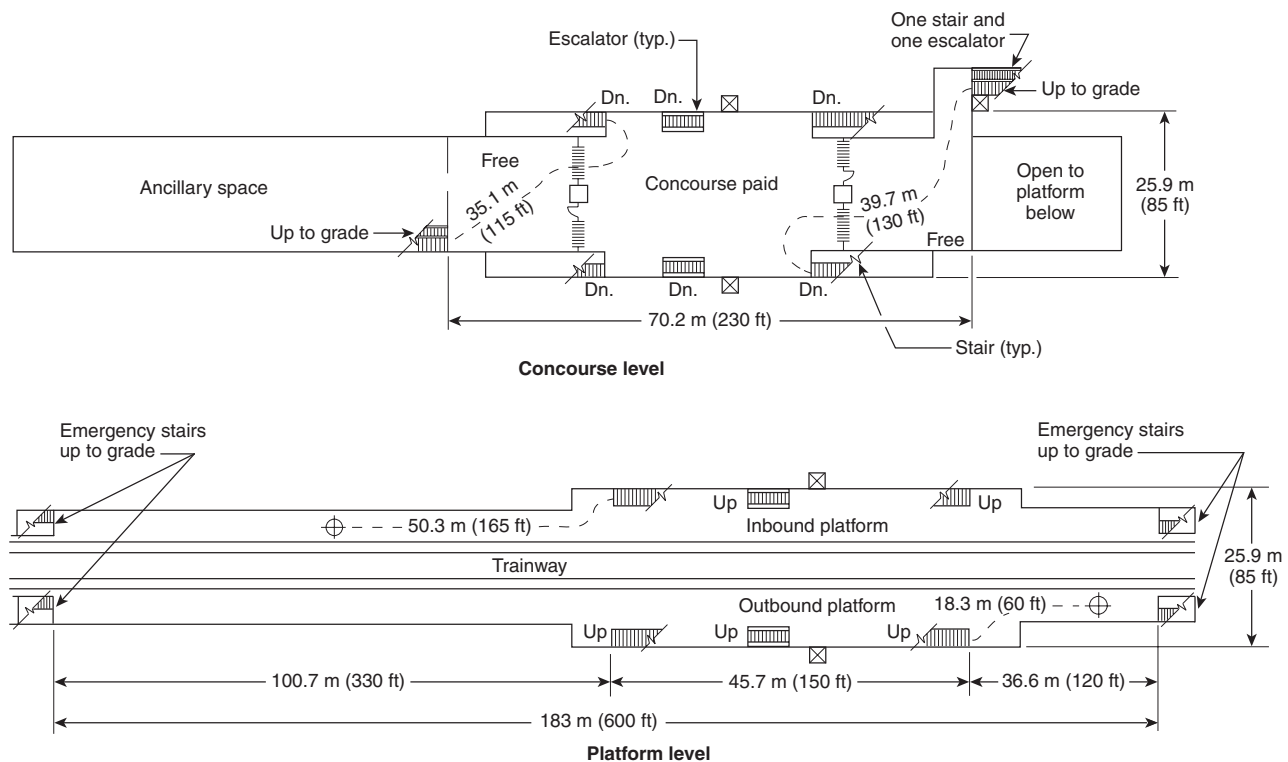 One stair and
one escalator
Escalator (typ.)
Up to grade
Dn.
Dn.
Dn.
Free
Ancillary space
Concourse paid
Open to
platform
below
25.9 m
(85 ft)
35.1 m
(115 ft)
39.7 m
(130 ft)
Up to grade
Free
Dn.
Dn.
Dn.
70.2 m (230 ft)
Stair (typ.)
Concourse level
Emergency stairs
up to grade
Emergency stairs
up to grade
Up
Up
50.3 m (165 ft)
Inbound platform
Trainway
25.9 m
(85 ft)
Outbound platform
18.3 m (60 ft)
Up
Up
Up
100.7 m (330 ft)
45.7 m (150 ft)
36.6 m (120 ft)
183 m (600 ft)
Platform level